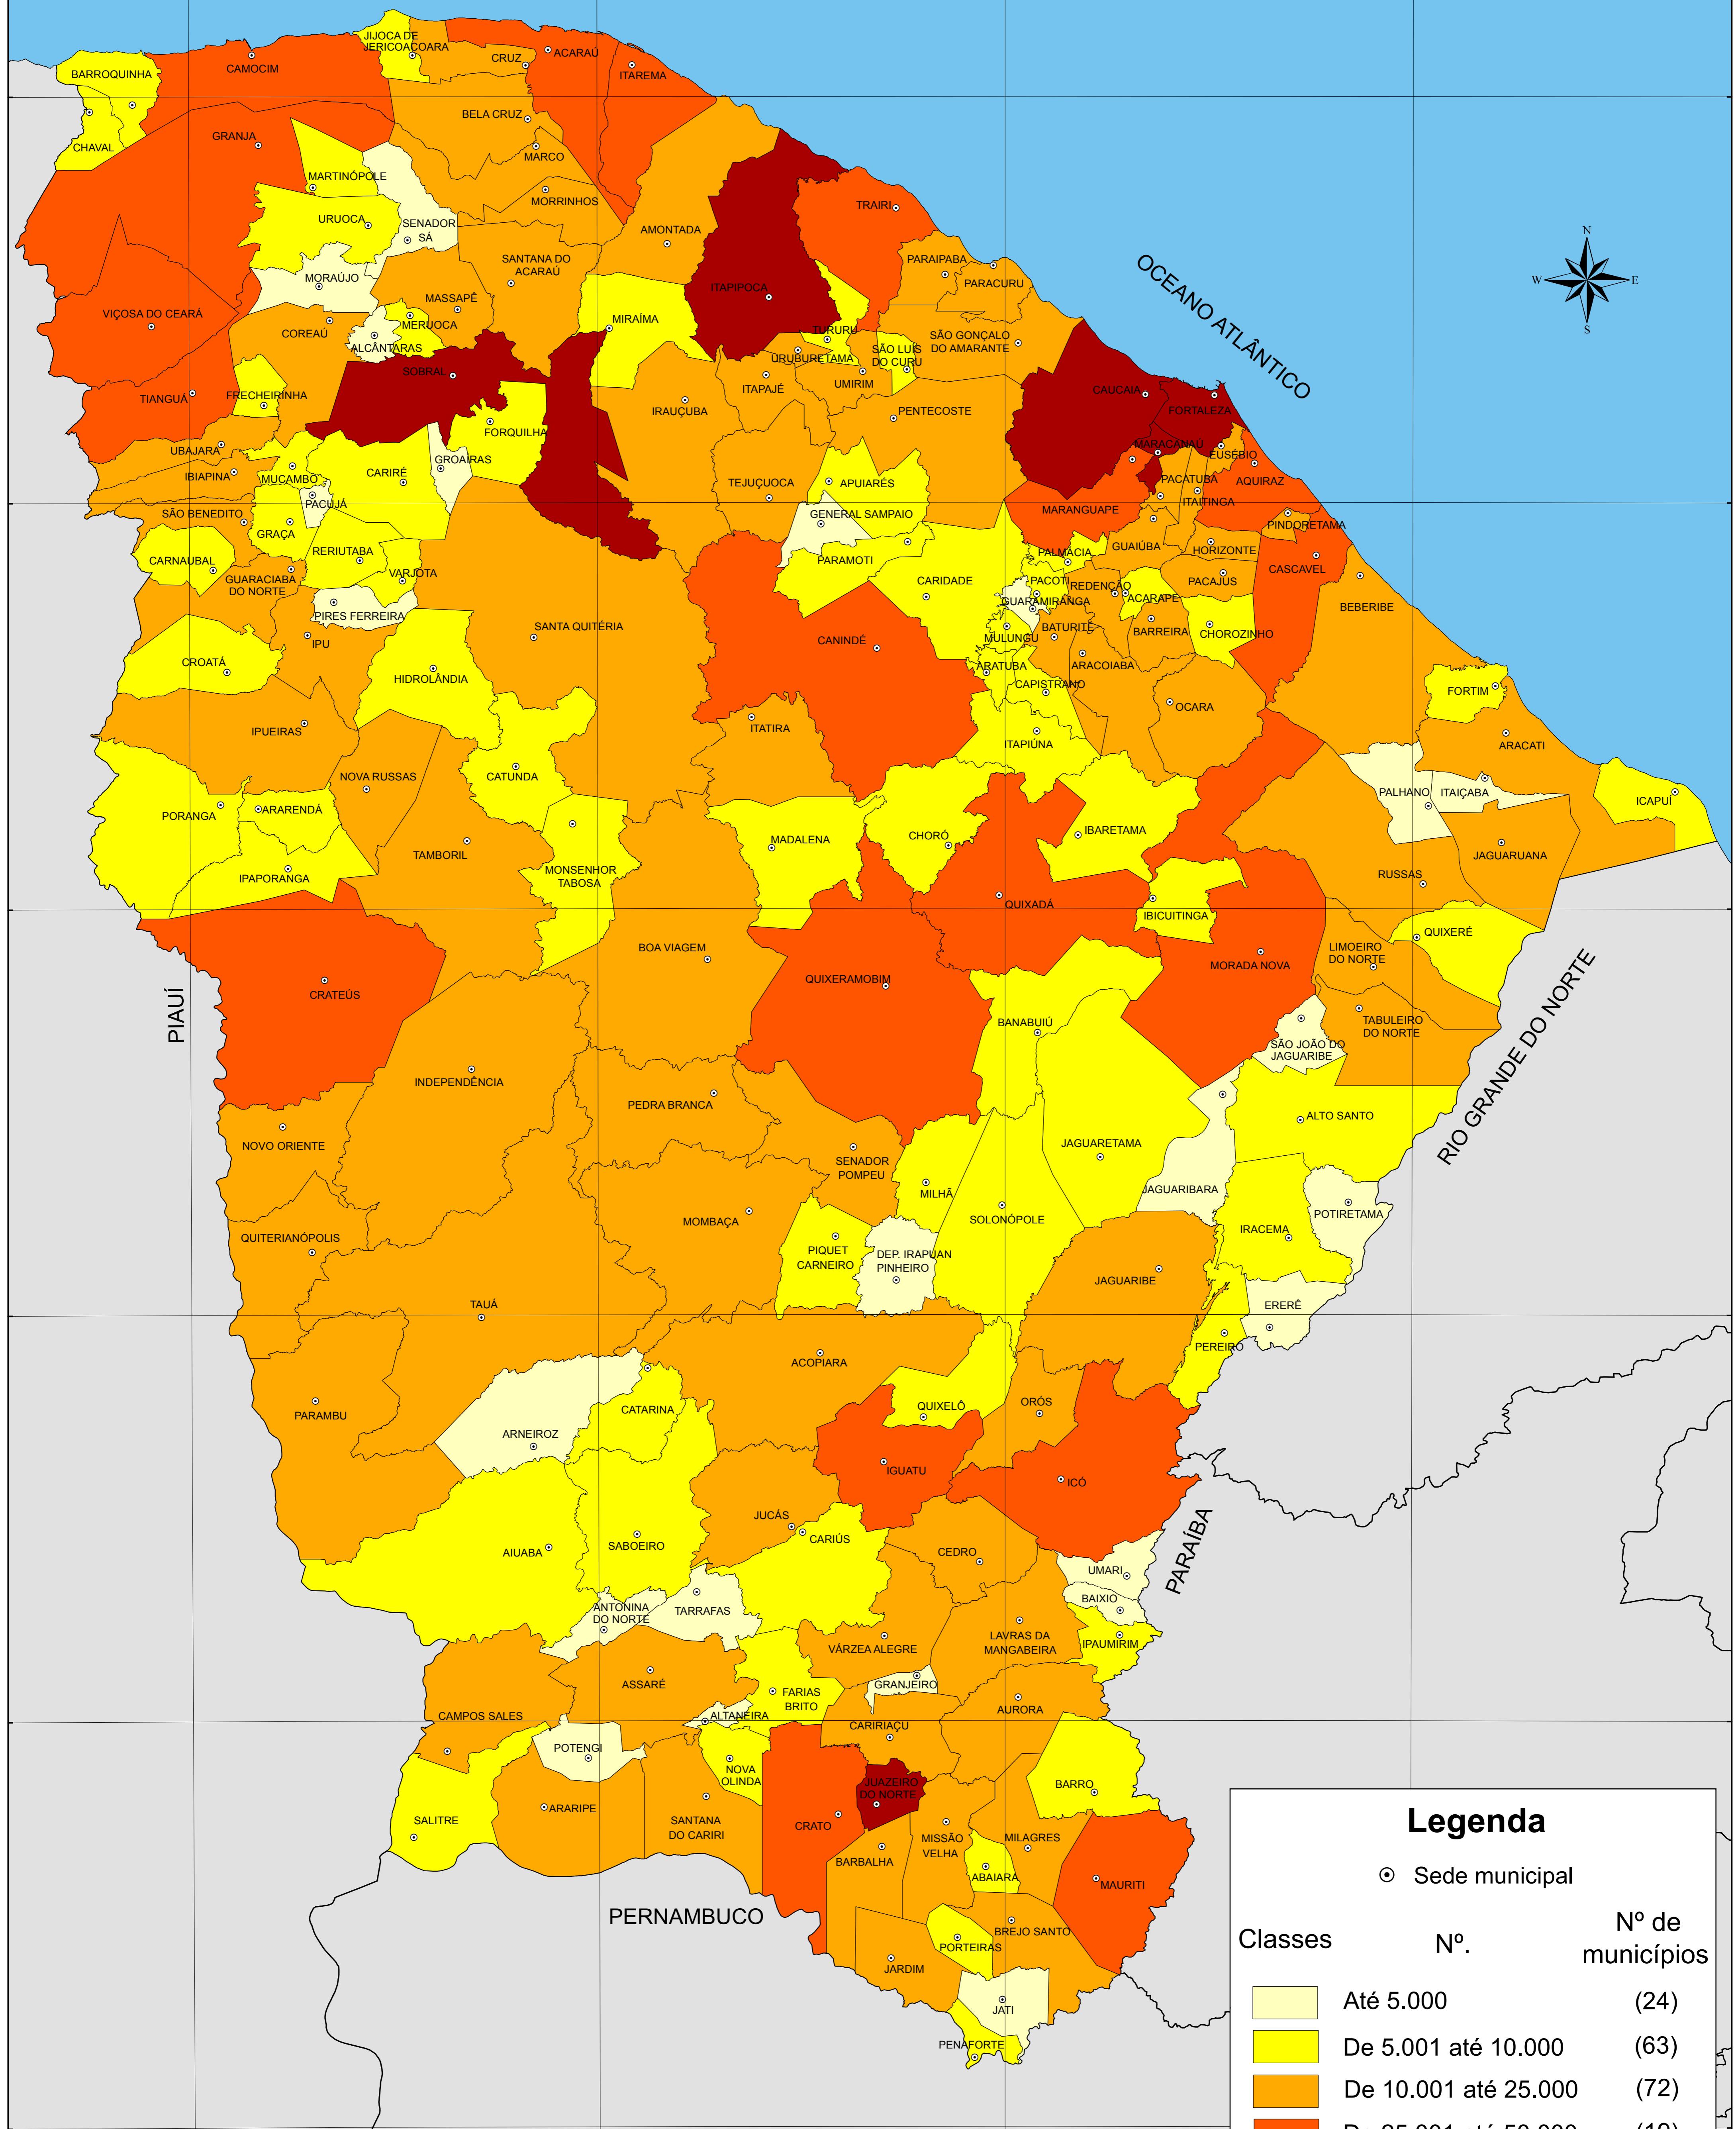 JIJOCA DE
JERICOACOARA
BARROQUINHA
CAMOCIM
CRUZ
ACARAÚ
ITAREMA
CHAVAL
GRANJA
BELA CRUZ
MARCO
MARTINÓPOLE
MORRINHOS
URUOCA
SENADOR
SÁ
AMONTADA
TRAIRI
N
W
E
S
OCEANO ATLÂNTICO
MORAÚJO
SANTANA DO
ACARAÚ
PARAIPABA
PARACURU
ITAPIPOCA
VIÇOSA DO CEARÁ
MASSAPÊ
MERUOCA
COREAÚ
ALCÂNTARAS
MIRAÍMA
TURURU
URUBURETAMA
SÃO LUIS
DO CURU
SÃO GONÇALO
DO AMARANTE
SOBRAL
TIANGUÁ
FRECHEIRINHA
IRAUÇUBA
ITAPAJÉ
UMIRIM
PENTECOSTE
CAUCAIA
FORTALEZA
FORQUILHA
UBAJARA
MARACANAÚ
EUSÉBIO
IBIAPINA
MUCAMBO
CARIRÉ
GROAÍRAS
TEJUÇUOCA
APUIARÉS
PACATUBA
AQUIRAZ
ITAITINGA
SÃO BENEDITO
PACUJÁ
GENERAL SAMPAIO
MARANGUAPE
PINDORETAMA
GRAÇA
CARNAUBAL
RERIUTABA
PARAMOTI
PALMÁCIA
GUAIÚBA
HORIZONTE
GUARACIABA
DO NORTE
VARJOTA
CARIDADE
PACOTI
REDENÇÃO
PACAJUS
CASCAVEL
GUARAMIRANGA
ACARAPE
BEBERIBE
PIRES FERREIRA
SANTA QUITÉRIA
IPU
CANINDÉ
MULUNGU
BATURITÉ
BARREIRA
CHOROZINHO
CROATÁ
HIDROLÂNDIA
ARATUBA
ARACOIABA
CAPISTRANO
FORTIM
OCARA
IPUEIRAS
ITATIRA
ITAPIÚNA
ARACATI
NOVA RUSSAS
CATUNDA
PALHANO
ITAIÇABA
ICAPUÍ
PORANGA
ARARENDÁ
MADALENA
CHORÓ
IBARETAMA
TAMBORIL
JAGUARUANA
IPAPORANGA
MONSENHOR
TABOSA
RUSSAS
QUIXADÁ
IBICUITINGA
BOA VIAGEM
QUIXERÉ
LIMOEIRO
DO NORTE
MORADA NOVA
CRATEÚS
QUIXERAMOBIM
PIAUÍ
BANABUIÚ
TABULEIRO
DO NORTE
SÃO JOÃO DO
JAGUARIBE
RIO GRANDE DO NORTE
INDEPENDÊNCIA
PEDRA BRANCA
ALTO SANTO
NOVO ORIENTE
JAGUARETAMA
SENADOR
POMPEU
MILHÃ
JAGUARIBARA
POTIRETAMA
MOMBAÇA
SOLONÓPOLE
IRACEMA
QUITERIANÓPOLIS
PIQUET
CARNEIRO
DEP. IRAPUAN
PINHEIRO
JAGUARIBE
TAUÁ
ERERÊ
PEREIRO
ACOPIARA
PARAMBU
CATARINA
QUIXELÔ
ORÓS
ARNEIROZ
IGUATU
ICÓ
JUCÁS
CARIÚS
AIUABA
SABOEIRO
CEDRO
PARAÍBA
UMARI
BAIXIO
ANTONINA
DO NORTE
TARRAFAS
LAVRAS DA
MANGABEIRA
IPAUMIRIM
VÁRZEA ALEGRE
ASSARÉ
GRANJEIRO
FARIAS
BRITO
AURORA
CAMPOS SALES
ALTANEIRA
CARIRIAÇU
POTENGI
NOVA
OLINDA
JUAZEIRO
DO NORTE
BARRO
SALITRE
ARARIPE
SANTANA
DO CARIRI
CRATO
MISSÃO
VELHA
MILAGRES
BARBALHA
ABAIARA
MAURITI
PERNAMBUCO
BREJO SANTO
PORTEIRAS
JARDIM
JATI
PENAFORTE
Legenda
Sede municipal
Classes
Nº.
Nº de
municípios
Até 5.000
(24)
De 5.001 até 10.000
(63)
De 10.001 até 25.000
(72)
De 25.001 até 50.000
(19)